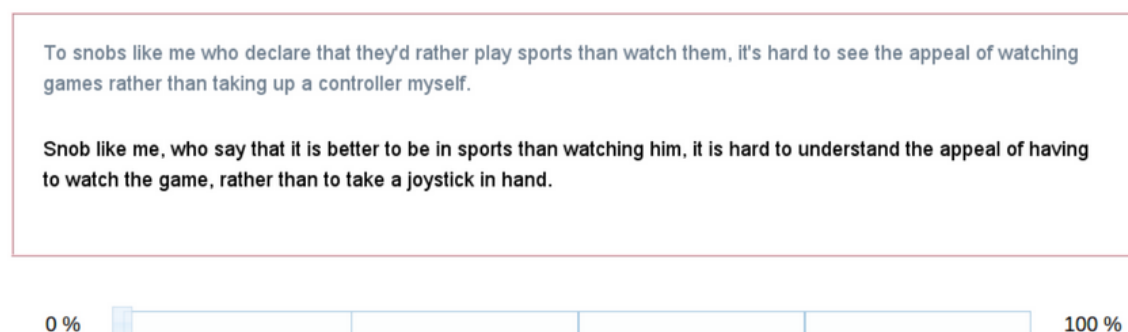 To snobs like me who declare that they'd rather play sports than watch them, it's hard to see the appeal of watching
games rather than taking up a controller myself.
Snob like me, who say that it is better to be in sports than watching him, it is hard to understand the appeal of having
to watch the game, rather than to take a joystick in hand.
0 %
100 %